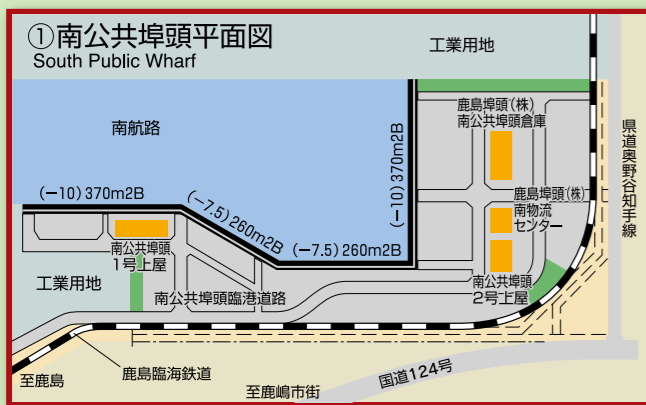 ①南公共埠頭平面図
South Public Wharf
工業用地
南航路
鹿島埠頭(株)
南公共埠頭倉庫
県道奥野谷知手線
(−10)370m2B
(−10)370m2B
(−7.5)260m2B
(−7.5)260m2B
鹿島埠頭(株)
南物流
センター
南公共埠頭
1号上屋
工業用地
南公共埠頭臨港道路
南公共埠頭
2号上屋
至鹿島
鹿島臨海鉄道
至鹿嶋市街
国道124号